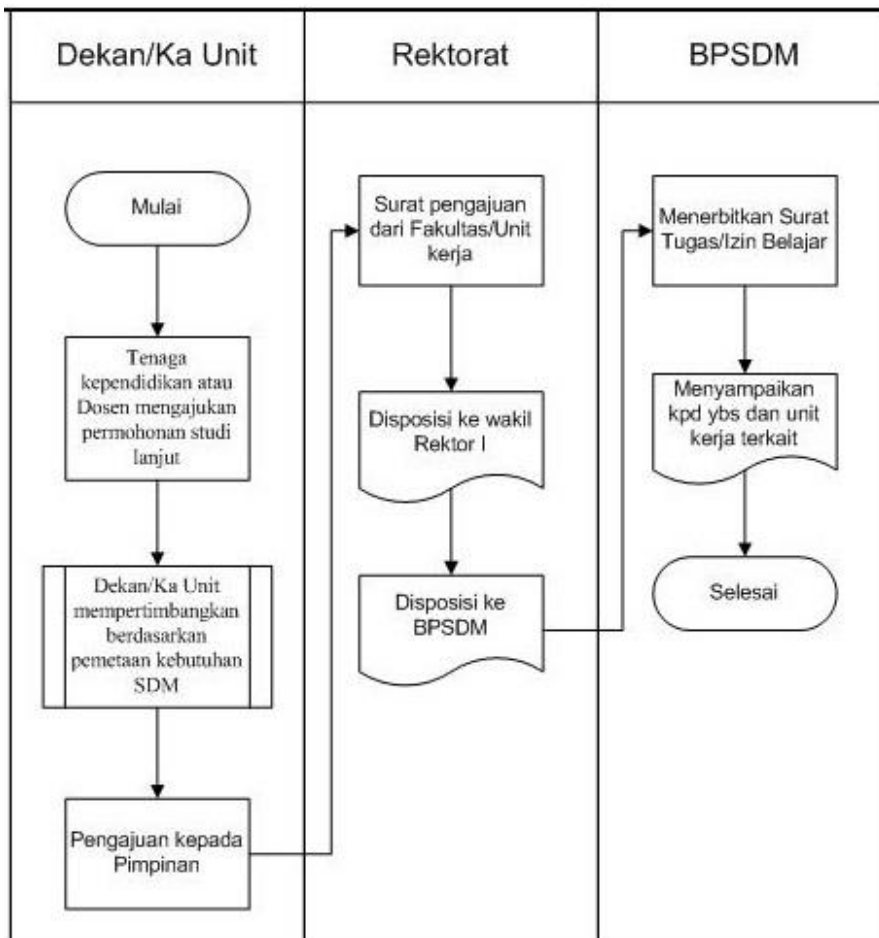 Dekan/Ka Unit
Rektorat
BPSDM
Mulai
Tenaga
kependidikan atau
Dosen mengajukan
permohonan studi
lanjut
Dekan/Ka Unit
mempertimbangkan
berdasarkan
pemetaan kebutuhan
SDM
Pengajuan kepada
Pimpinan
Surat pengajuan
dari Fakultas/Unit
kerja
Disposisi ke wakil
Rektor I
Disposisi ke
BPSDM
Menerbitkan Surat
Tugas/Izin Belajar
Menyampaikan
kpd ybs dan unit
kerja terkait
Selesai